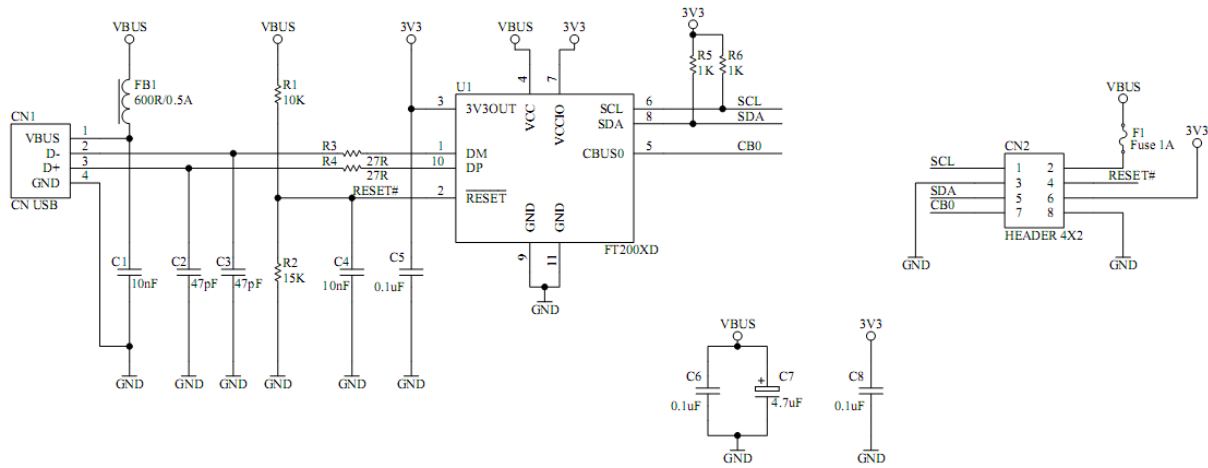 VBUS
VBUS
3V3
VBUS
3V3
3V3
FB1
600R/0.5A
R1
10K
R5
1K
R6
1K
U1
4
7
VCC
VCCIO
3
3V3OUT
SCL
6
SCL
SDA
8
SDA
CBUS0
5
CB0
CN1
VBUS
1
D-
2
D+
3
GND
4
CN USB
R3
27R
1
DM
R4
27R
10
DP
RESET#
2
RESET
GND
GND
FT200XD
9
11
GND
C1
10nF
C2
47pF
C3
47pF
R2
15K
C4
10nF
C5
0.1uF
GND
GND
GND
GND
GND
GND
VBUS
C6
0.1uF
+
C7
4.7uF
GND
3V3
C8
0.1uF
GND
VBUS
F1
Fuse 1A
3V3
CN2
SCL
1
2
3
4
RESET#
SDA
5
6
CB0
7
8
HEADER 4X2
GND
GND